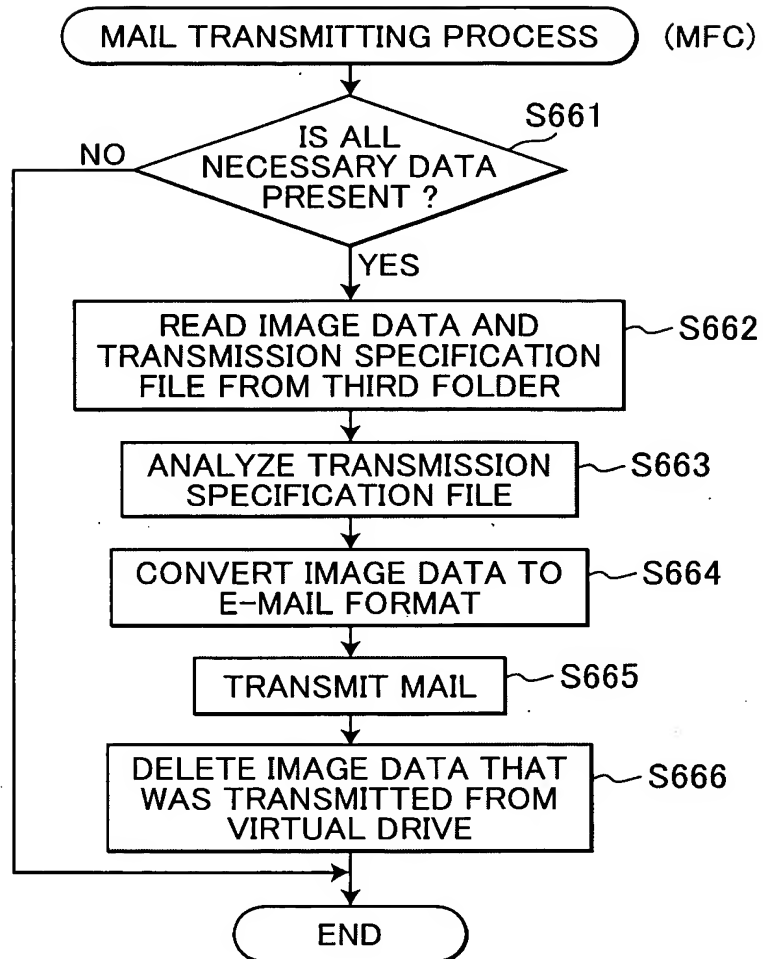 MAIL TRANSMITTING PROCESS (MFC)
S661
IS ALL
NECESSARY DATA
PRESENT ?
NO
YES
READ IMAGE DATA AND
TRANSMISSION SPECIFICATION
FILE FROM THIRD FOLDER
S662
ANALYZE TRANSMISSION
SPECIFICATION FILE
S663
CONVERT IMAGE DATA TO
E-MAIL FORMAT
S664
TRANSMIT MAIL
S665
DELETE IMAGE DATA THAT
WAS TRANSMITTED FROM
VIRTUAL DRIVE
S666
END